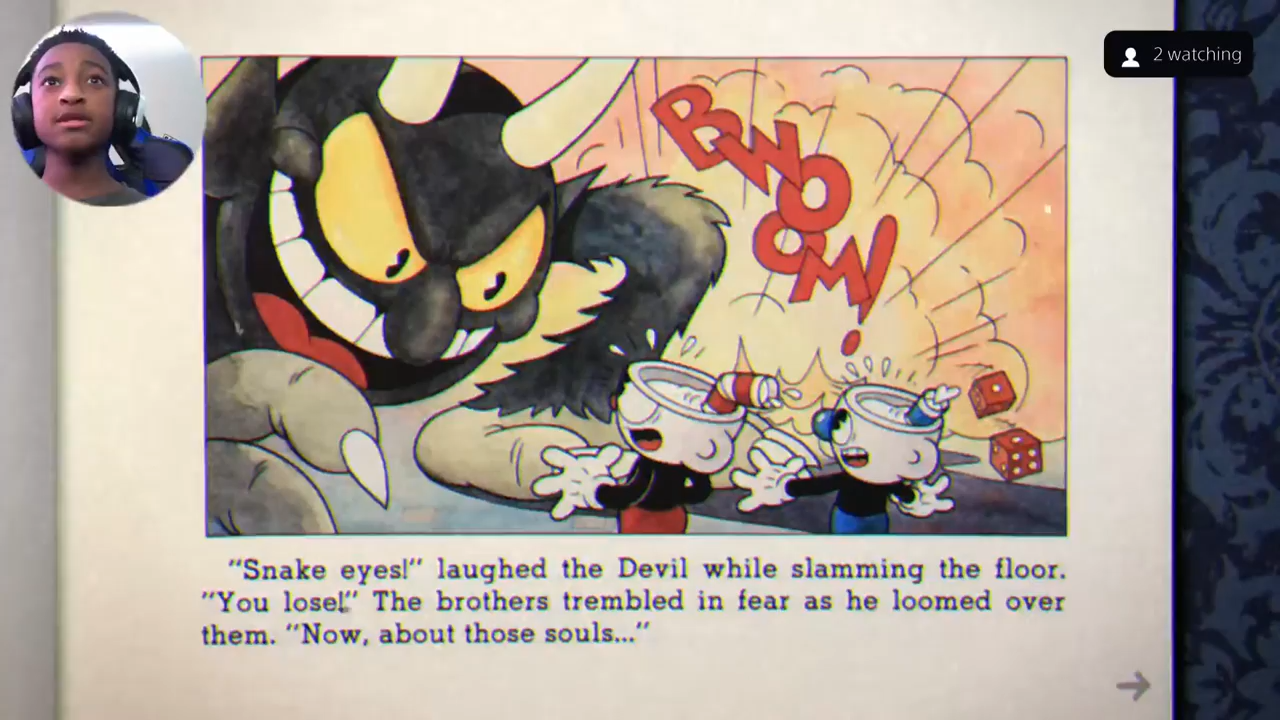 2 watching
BWOOM!
"Snake eyes!" laughed the Devil while slamming the floor.
"You lose!" The brothers trembled in fear as he loomed over
them. "Now, about those souls..."